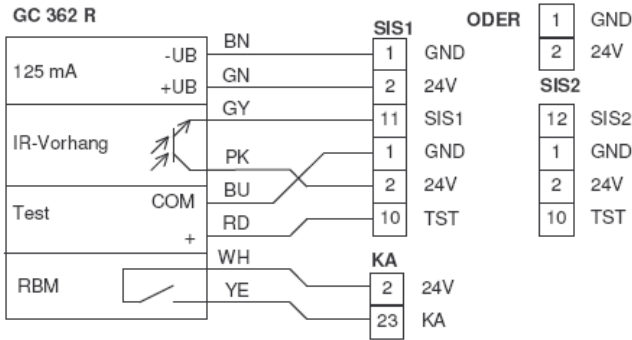 GC 362 R
SIS1
ODER 1 GND
2 24V
125 mA -UB BN 1 GND
+UB GN 2 24V
SIS2
GY 11 SIS1
12 SIS2
IR-Vorhang PK 1 GND
1 GND
COM BU 2 24V
2 24V
Test + RD 10 TST
10 TST
WH KA
RBM 2 24V
YE 23 KA